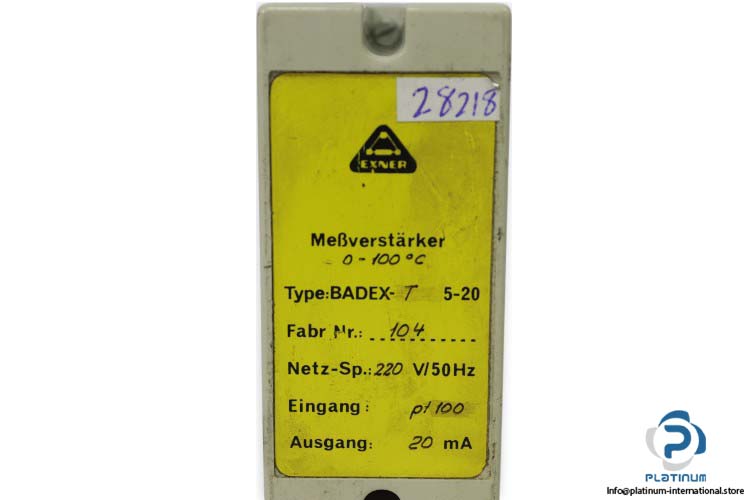 28218
EXNER
Meßverstärker
0-100°C
Type:BADEX-T 5-20
Fabr Nr.: 104
Netz-Sp.:220 V/50Hz
Eingang: pt 100
Ausgang: 20 mA
PLATINUM
Info@platinum-international.store